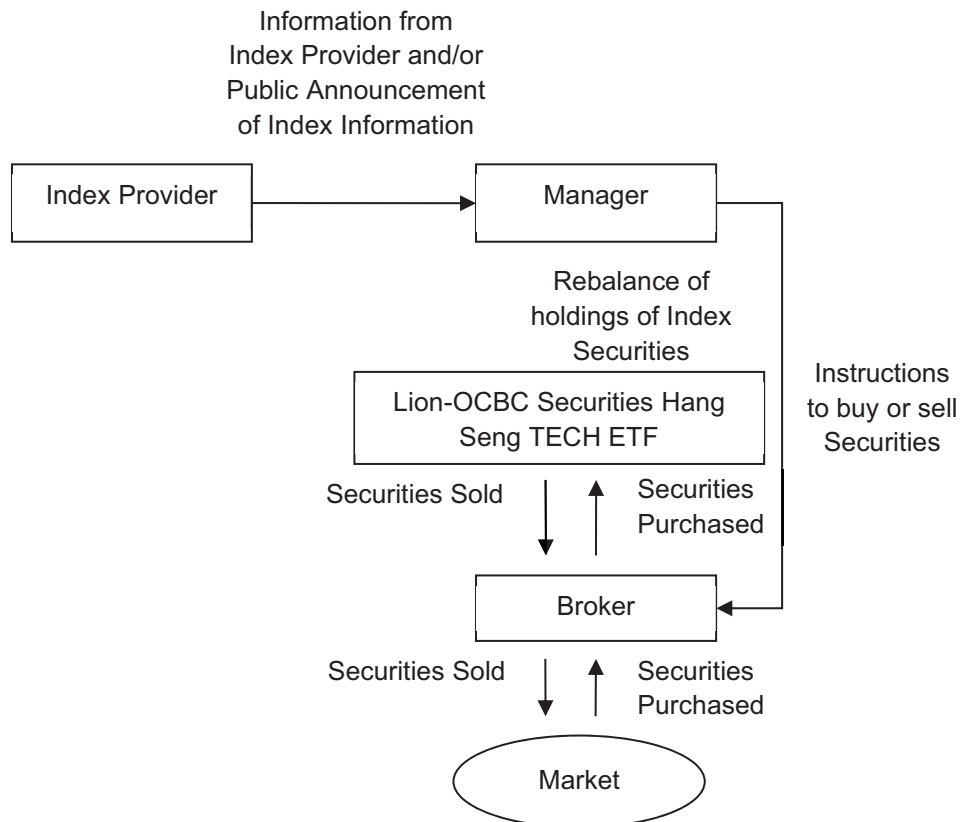 Information from
Index Provider and/or
Public Announcement
of Index Information
Index Provider
Manager
Rebalance of
holdings of Index
Securities
Instructions
to buy or sell
Securities
Lion-OCBC Securities Hang
Seng TECH ETF
Securities Sold
Securities
Purchased
Broker
Securities Sold
Securities
Purchased
Market